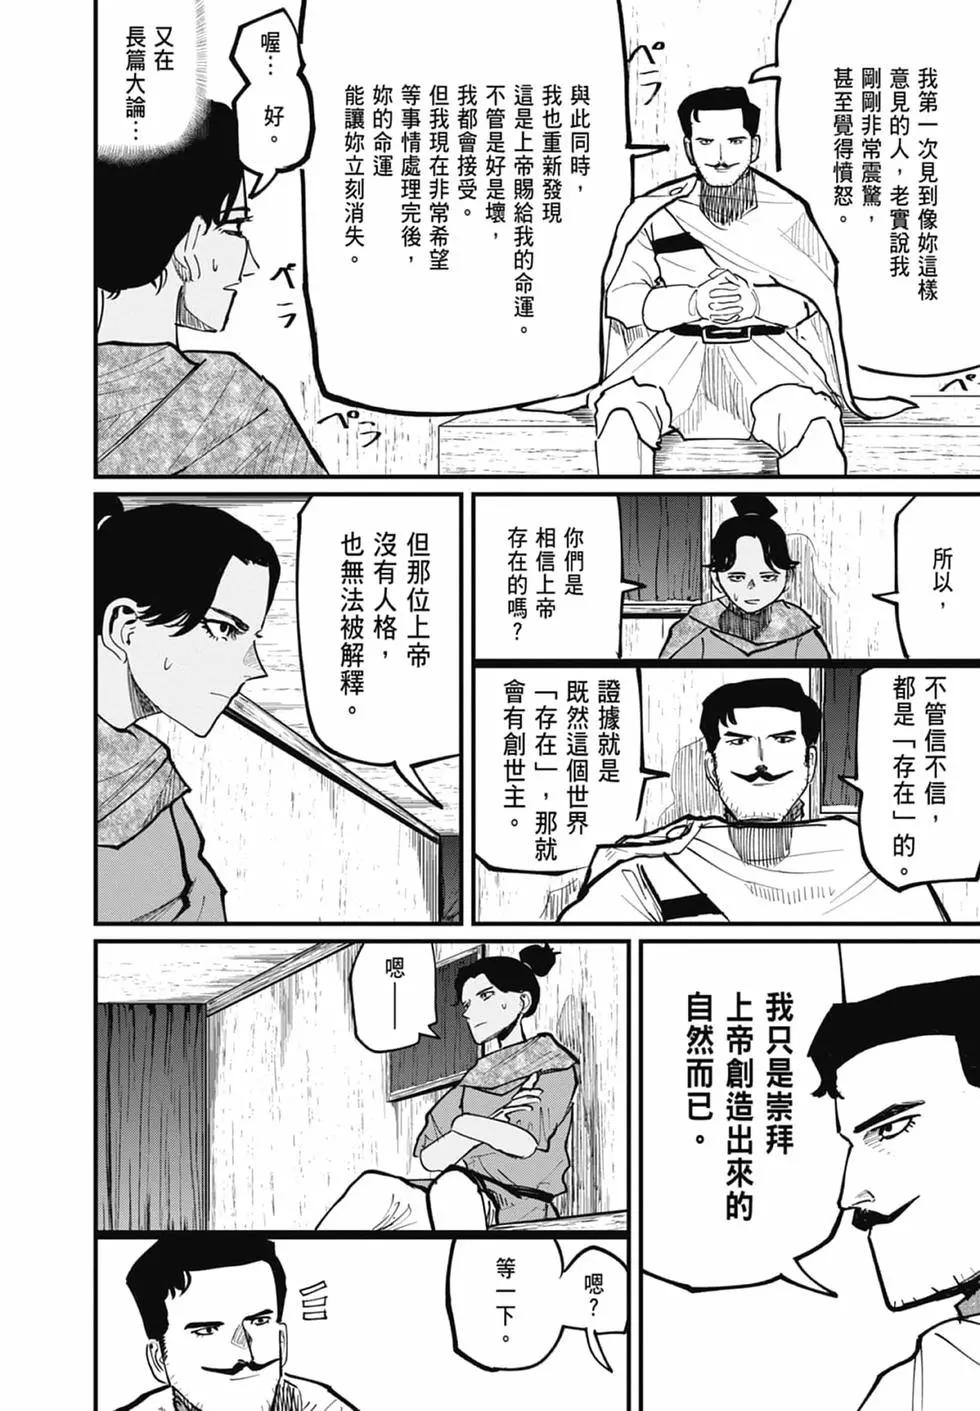 我第一次見到像妳這樣
意見的人，老實說我
剛剛非常震驚，
甚至覺得憤怒。
ペラ
與此同時，
我也重新發現
這是上帝賜給我的命運。
不管是好是壞，
我都會接受。
但我現在非常希望
等事情處理完後，
妳的命運
能讓妳立刻消失。
ペラ
ペラ
喔…好。
又在
長篇大論…
所以，
你們是
相信上帝
存在的嗎？
不管信不信，
都是「存在」的。
證據就是
既然這個世界
「存在」，那就
會有創世主。
但那位上帝
沒有人格，
也無法被解釋。
我只是崇拜
上帝創造出來的
自然而已。
嗯——
嗯？
等一下。